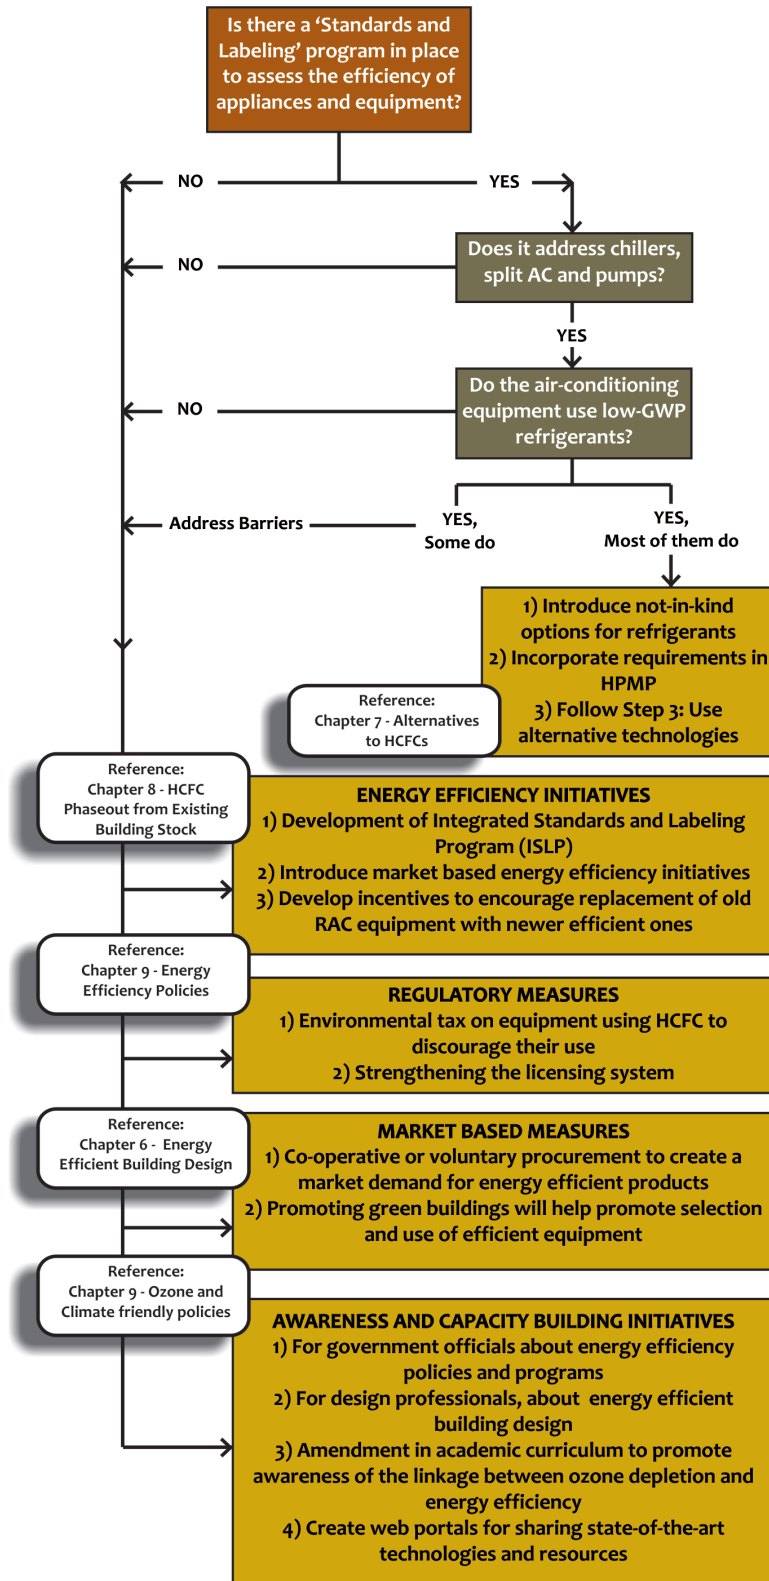 Is there a ‘Standards and
Labeling’ program in place
to assess the efficiency of
appliances and equipment?
NO
YES
Does it address chillers,
split AC and pumps?
NO
YES
Do the air-conditioning
equipment use low-GWP
refrigerants?
NO
Address Barriers
YES,
Some do
YES,
Most of them do
1) Introduce not-in-kind
options for refrigerants
2) Incorporate requirements in
HPMP
3) Follow Step 3: Use
alternative technologies
Reference:
Chapter 7 - Alternatives
to HCFCs
Reference:
Chapter 8 - HCFC
Phaseout from Existing
Building Stock
ENERGY EFFICIENCY INITIATIVES
1) Development of Integrated Standards and Labeling
Program (ISLP)
2) Introduce market based energy efficiency initiatives
3) Develop incentives to encourage replacement of old
RAC equipment with newer efficient ones
Reference:
Chapter 9 - Energy
Efficiency Policies
REGULATORY MEASURES
1) Environmental tax on equipment using HCFC to
discourage their use
2) Strengthening the licensing system
Reference:
Chapter 6 - Energy
Efficient Building Design
MARKET BASED MEASURES
1) Co-operative or voluntary procurement to create a
market demand for energy efficient products
2) Promoting green buildings will help promote selection
and use of efficient equipment
Reference:
Chapter 9 - Ozone and
Climate friendly policies
AWARENESS AND CAPACITY BUILDING INITIATIVES
1) For government officials about energy efficiency
policies and programs
2) For design professionals, about energy efficient
building design
3) Amendment in academic curriculum to promote
awareness of the linkage between ozone depletion and
energy efficiency
4) Create web portals for sharing state-of-the-art
technologies and resources